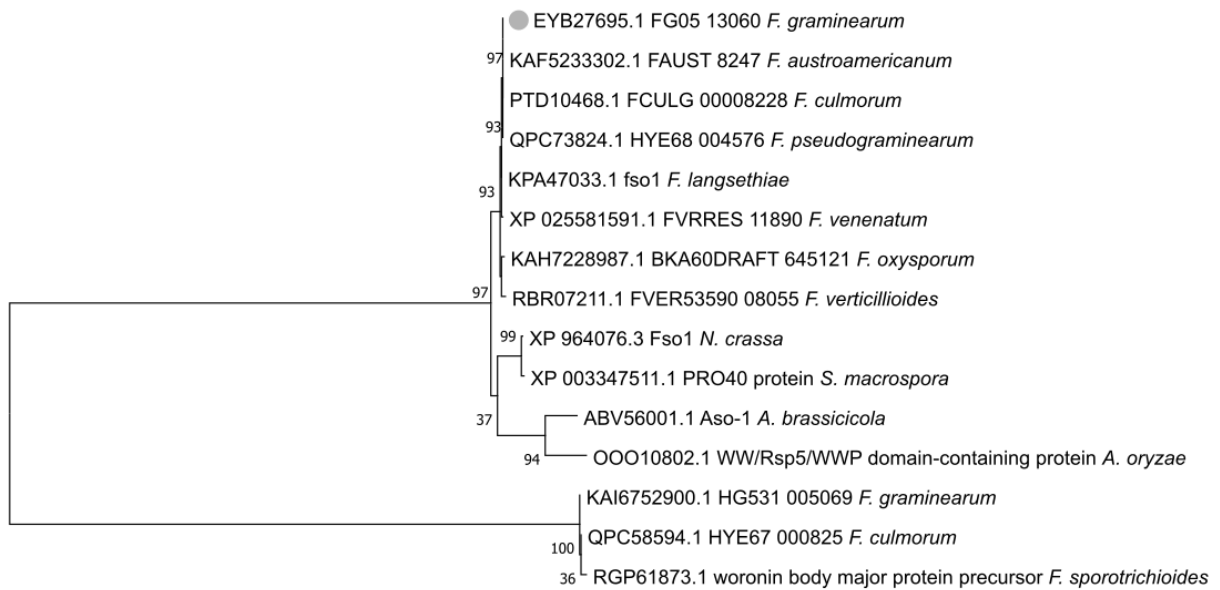 EYB27695.1 FG05 13060 F. graminearum
97
KAF5233302.1 FAUST 8247 F. austroamericanum
PTD10468.1 FCULG 00008228 F. culmorum
93
QPC73824.1 HYE68 004576 F. pseudograminearum
KPA47033.1 fso1 F. langsethiae
93
XP 025581591.1 FVRRES 11890 F. venenatum
KAH7228987.1 BKA60DRAFT 645121 F. oxysporum
97
RBR07211.1 FVER53590 08055 F. verticillioides
99
XP 964076.3 Fso1 N. crassa
XP 003347511.1 PRO40 protein S. macrospora
37
ABV56001.1 Aso-1 A. brassicicola
94
OOO10802.1 WW/Rsp5/WWP domain-containing protein A. oryzae
KAI6752900.1 HG531 005069 F. graminearum
QPC58594.1 HYE67 000825 F. culmorum
100
36
RGP61873.1 woronin body major protein precursor F. sporotrichioides